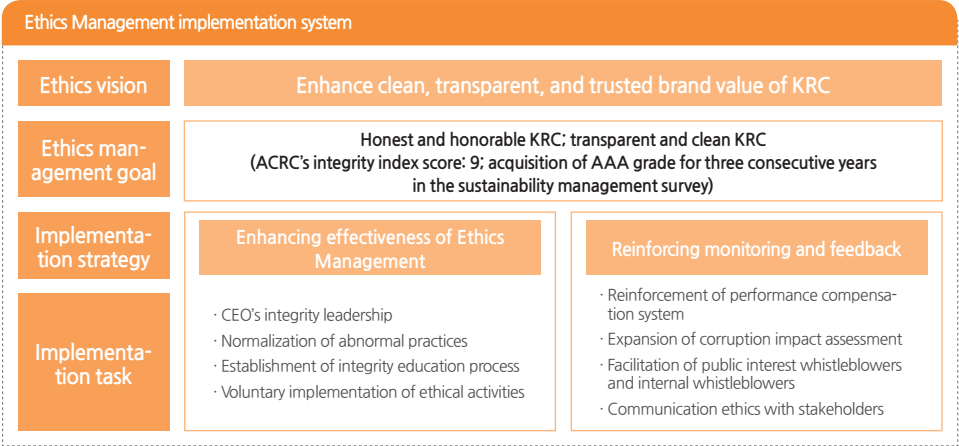 Ethics Management implementation system
Ethics vision
Enhance clean, transparent, and trusted brand value of KRC
Ethics man-
agement goal
Honest and honorable KRC; transparent and clean KRC
(ACRC's integrity index score: 9; acquisition of AAA grade for three consecutive years
in the sustainability management survey)
Implementa-
tion strategy
Enhancing effectiveness of Ethics
Management
Reinforcing monitoring and feedback
Implementa-
tion task
· CEO's integrity leadership
· Normalization of abnormal practices
· Establishment of integrity education process
· Voluntary implementation of ethical activities
· Reinforcement of performance compensa-
tion system
· Expansion of corruption impact assessment
· Facilitation of public interest whistleblowers
and internal whistleblowers
· Communication ethics with stakeholders